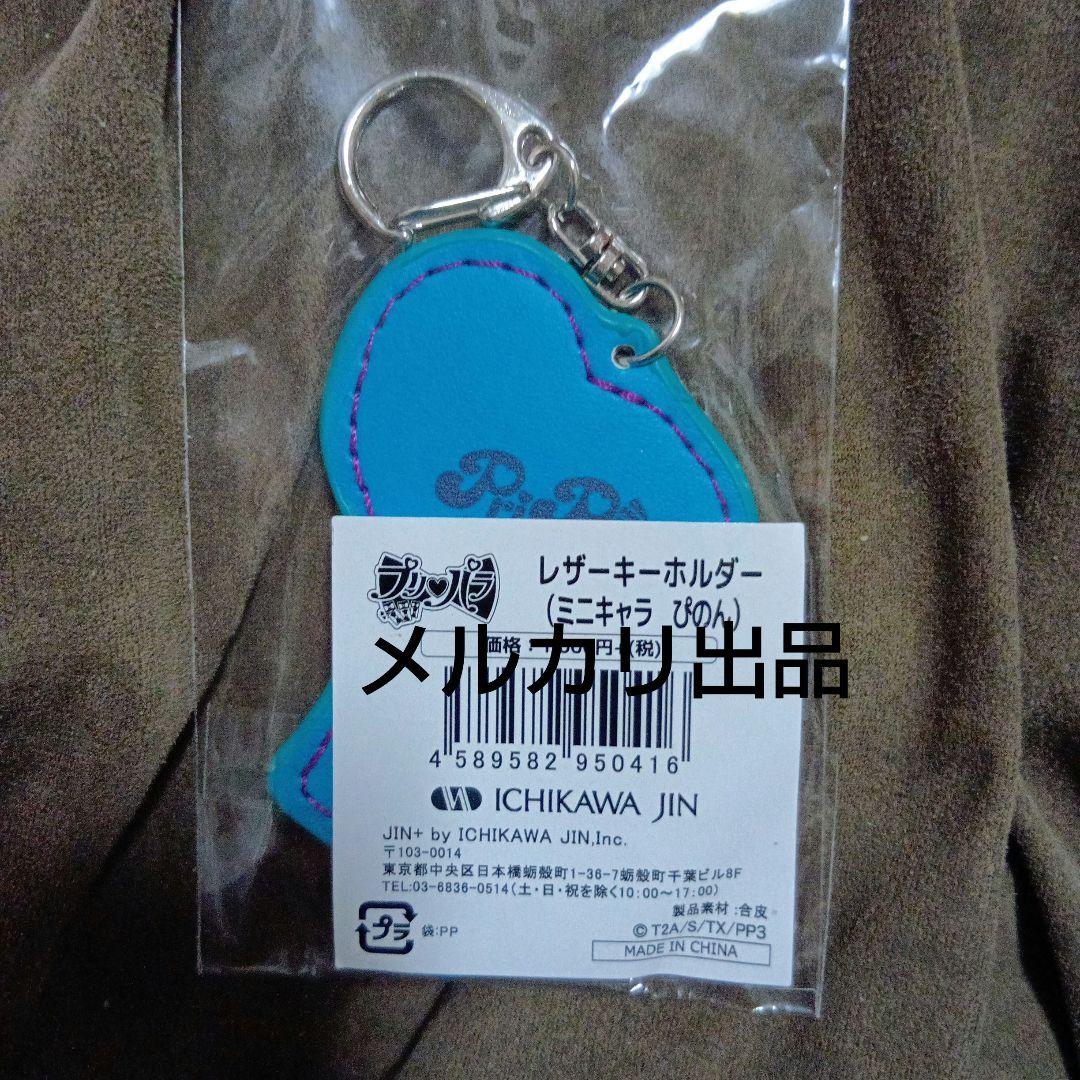 プリパラ
レザーキーホルダー
(ミニキャラ ぴのん)
価格: 円+(税)
メルカリ出品
4 589582 950416
ICHIKAWA JIN
JIN+ by ICHIKAWA JIN,Inc.
〒103-0014
東京都中央区日本橋蛎殻町1-36-7蛎殻町千葉ビル8F
TEL:03-6836-0514(土・日・祝を除く10:00~17:00)
製品素材:合皮
プラ 袋:PP
©T2A/S/TX/PP3
MADE IN CHINA